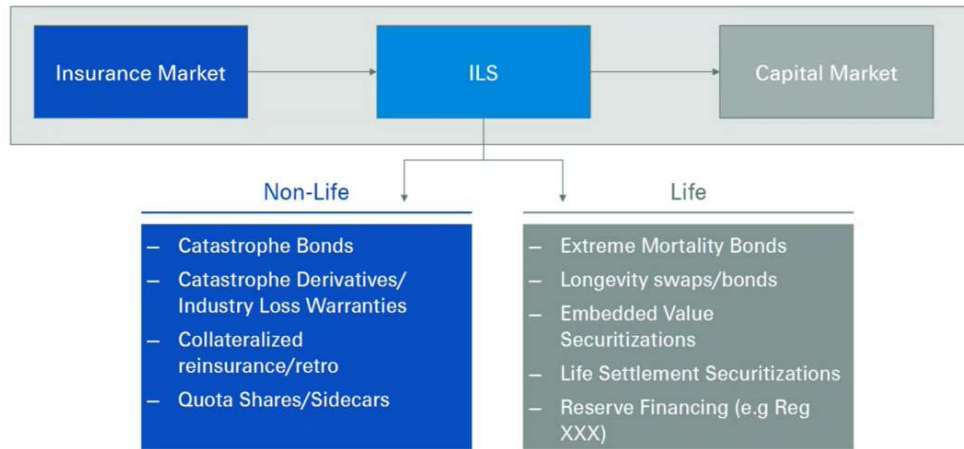 Insurance Market
ILS
Capital Market
Non-Life
– Catastrophe Bonds
– Catastrophe Derivatives/
Industry Loss Warranties
– Collateralized
reinsurance/retro
– Quota Shares/Sidecars
Life
– Extreme Mortality Bonds
– Longevity swaps/bonds
– Embedded Value
Securitizations
– Life Settlement Securitizations
– Reserve Financing (e.g Reg
XXX)